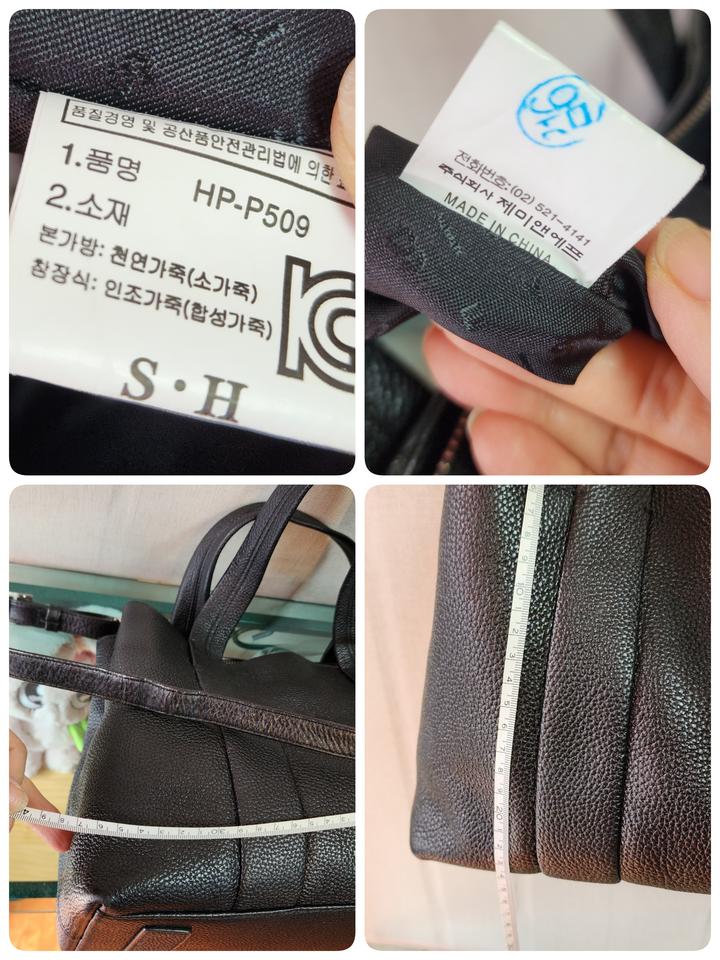 품질경영 및 공산품안전관리법에 의한
1.품명
HP-P509
2.소재
본가방: 천연가죽(소가죽)
참장식: 인조가죽(합성가죽)
S·H
전화번호:(02) 521-4141
주식회사 제미앤에프
MADE IN CHINA